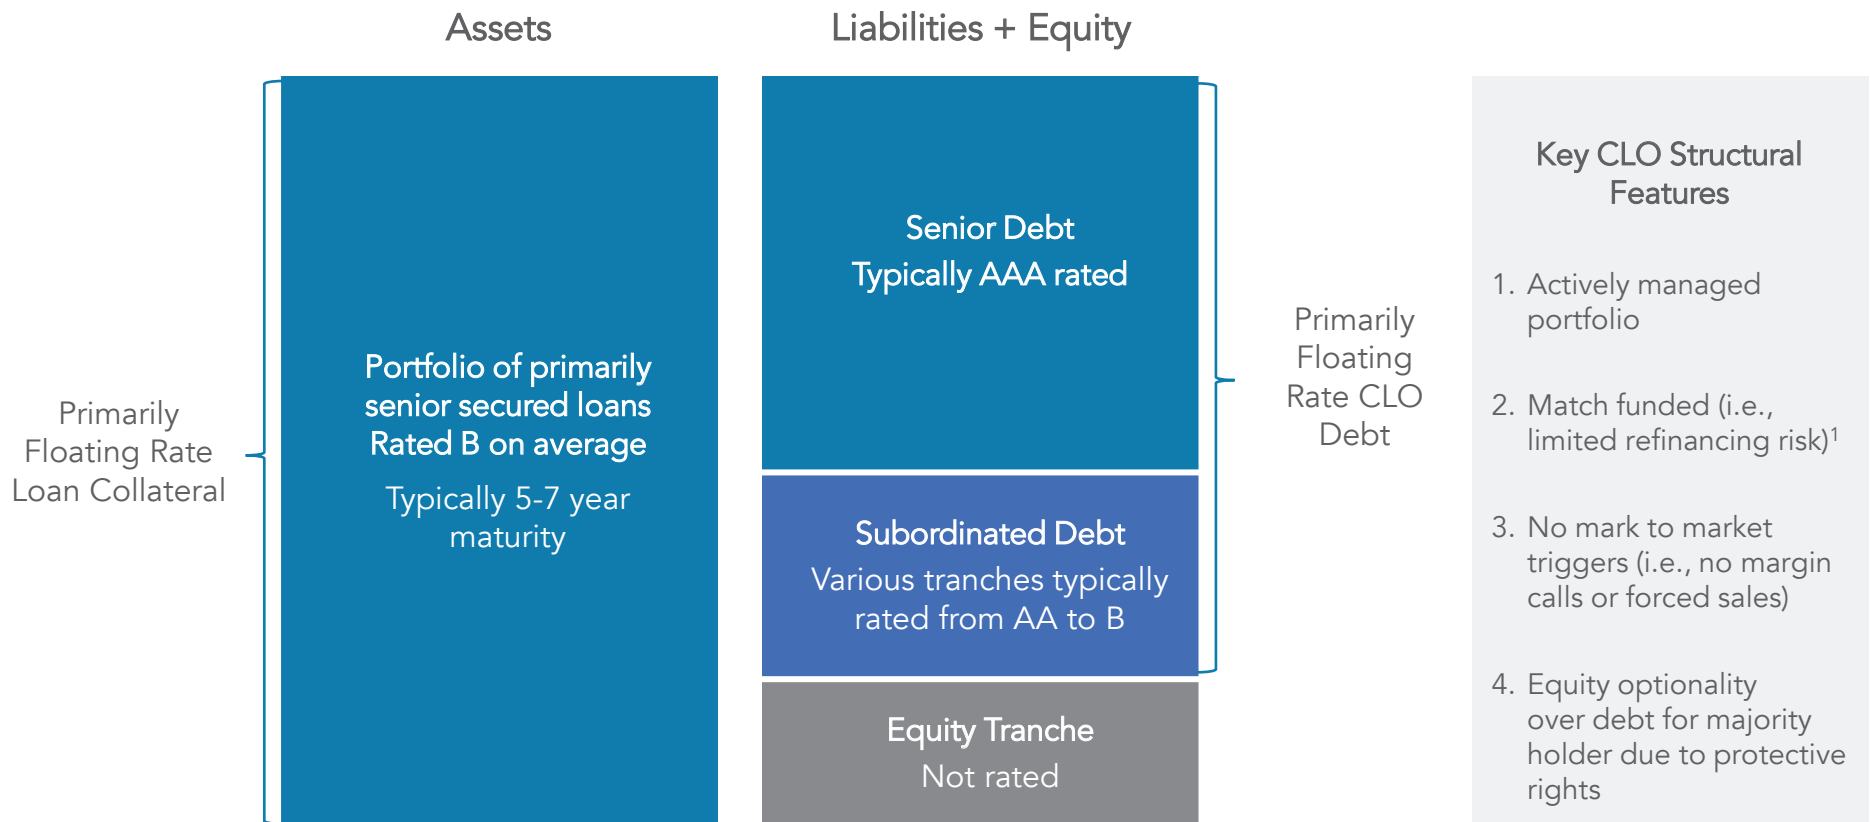 Assets
Liabilities + Equity
Primarily
Floating Rate
Loan Collateral
Portfolio of primarily
senior secured loans
Rated B on average
Typically 5-7 year
maturity
Senior Debt
Typically AAA rated
Subordinated Debt
Various tranches typically
rated from AA to B
Equity Tranche
Not rated
Primarily
Floating
Rate CLO
Debt
Key CLO Structural
Features
1. Actively managed
portfolio
2. Match funded (i.e.,
limited refinancing risk)¹
3. No mark to market
triggers (i.e., no margin
calls or forced sales)
4. Equity optionality
over debt for majority
holder due to protective
rights